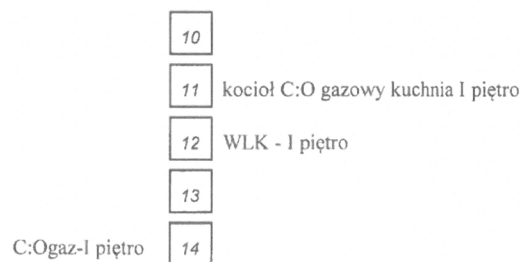 10
11 kocioł C:O gazowy kuchnia I piętro
12 WLK - I piętro
13
C:Ogaz-I piętro 14